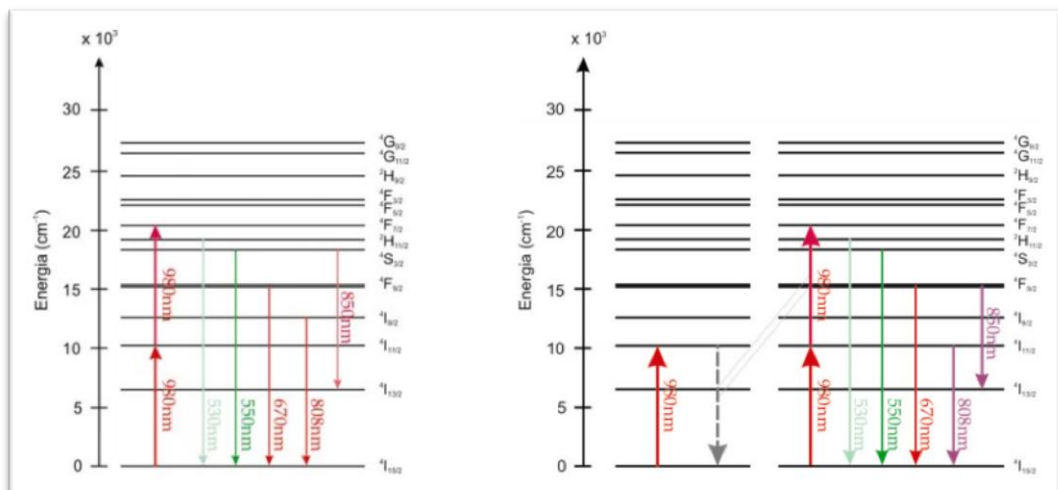 x 10³
Energia (cm⁻¹)
30
25
20
15
10
5
0
⁴G₉/₂
⁴G₁₁/₂
²H₉/₂
⁴F₃/₂
⁴F₅/₂
⁴F₇/₂
²H₁₁/₂
⁴S₃/₂
⁴F₉/₂
⁴I₉/₂
⁴I₁₁/₂
⁴I₁₃/₂
⁴I₁₅/₂
980nm
980nm
530nm
550nm
670nm
808nm
850nm
x 10³
Energia (cm⁻¹)
30
25
20
15
10
5
0
980nm
980nm
980nm
530nm
550nm
670nm
808nm
850nm
⁴G₉/₂
⁴G₁₁/₂
²H₉/₂
⁴F₃/₂
⁴F₅/₂
⁴F₇/₂
²H₁₁/₂
⁴S₃/₂
⁴F₉/₂
⁴I₉/₂
⁴I₁₁/₂
⁴I₁₃/₂
⁴I₁₅/₂